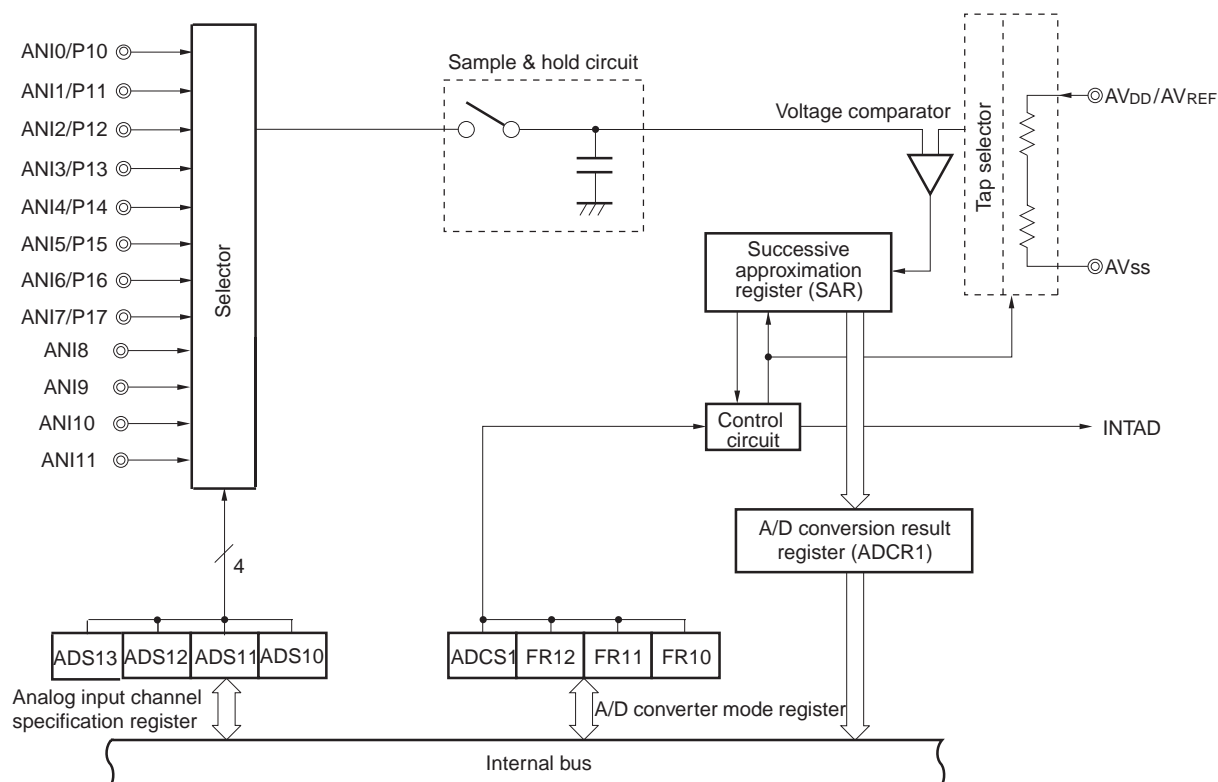 ANI0/P10
ANI1/P11
ANI2/P12
ANI3/P13
ANI4/P14
ANI5/P15
ANI6/P16
ANI7/P17
ANI8
ANI9
ANI10
ANI11
Selector
Sample & hold circuit
Voltage comparator
Tap selector
AVDD/AVREF
AVSS
Successive
approximation
register (SAR)
Control
circuit
INTAD
A/D conversion result
register (ADCR1)
4
ADS13 ADS12 ADS11 ADS10
Analog input channel
specification register
ADCS1 FR12 FR11 FR10
A/D converter mode register
Internal bus